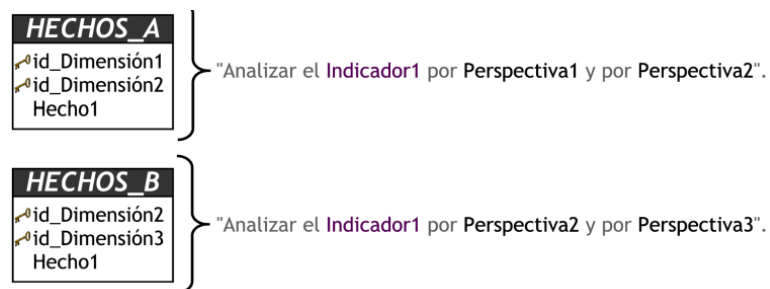 HECHOS_A
id_Dimensión1
id_Dimensión2
Hecho1
"Analizar el Indicador1 por Perspectiva1 y por Perspectiva2".
HECHOS_B
id_Dimensión2
id_Dimensión3
Hecho1
"Analizar el Indicador1 por Perspectiva2 y por Perspectiva3".